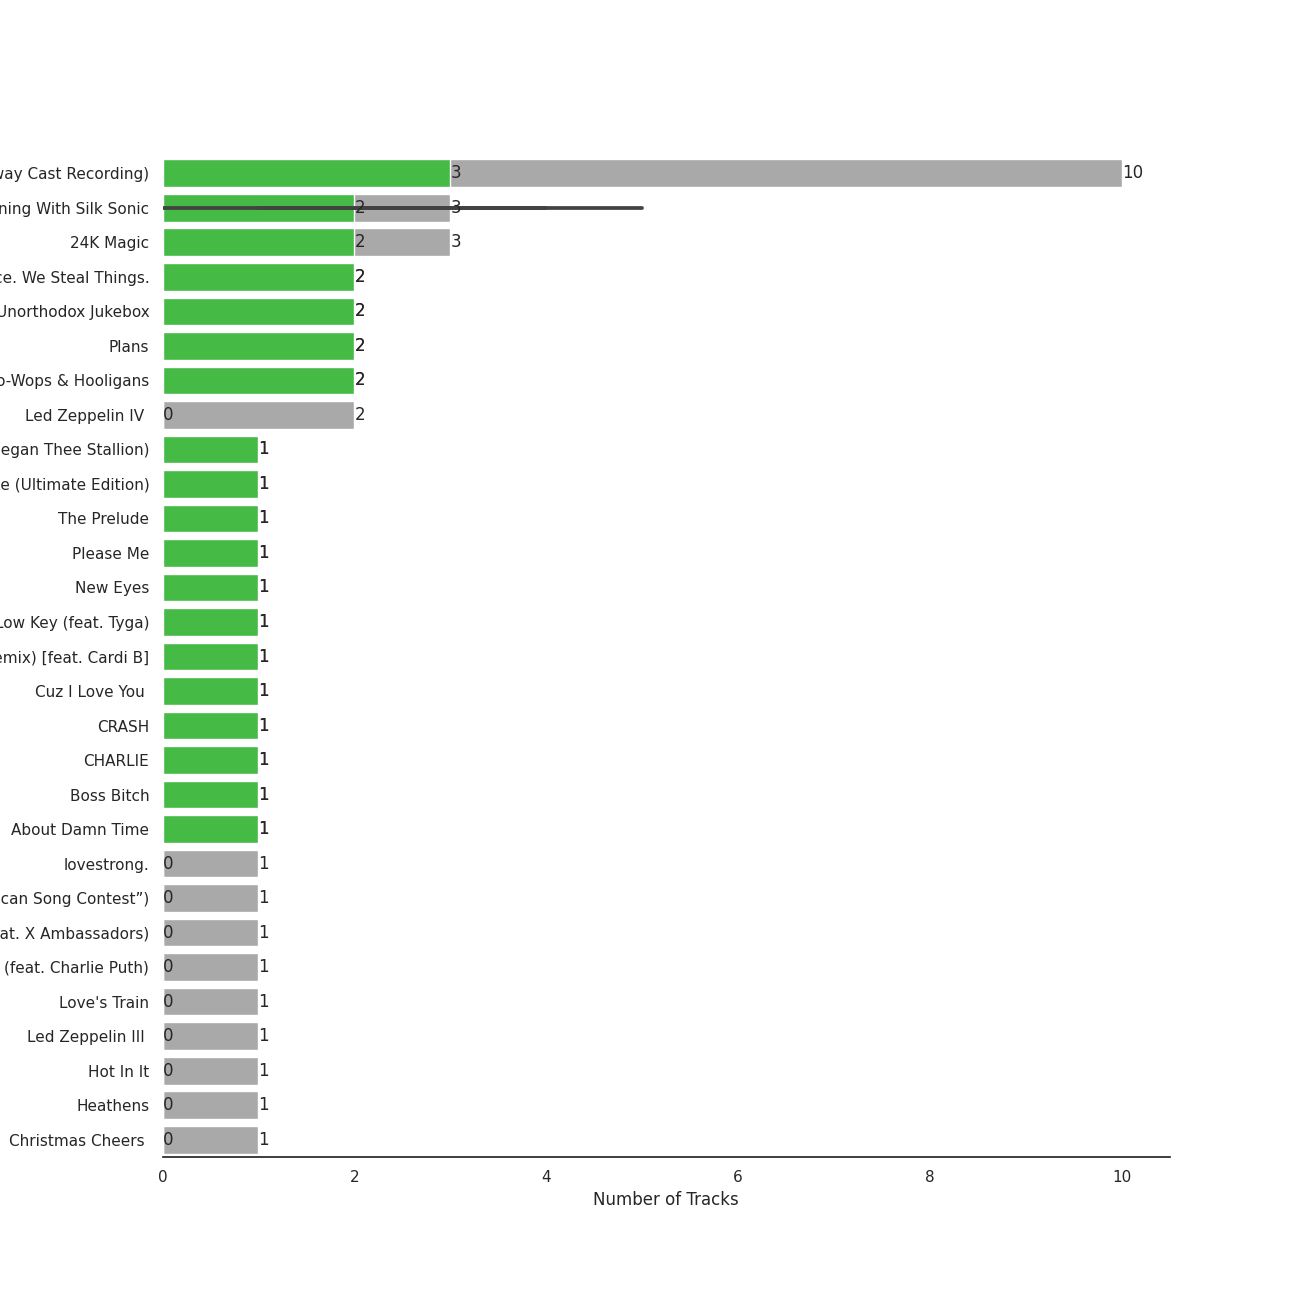 way Cast Recording) 3 10
ning With Silk Sonic 2 3
24K Magic 2 3
ce. We Steal Things. 2
Unorthodox Jukebox 2
Plans 2
o-Wops & Hooligans 2
Led Zeppelin IV 0 2
egan Thee Stallion) 1
e (Ultimate Edition) 1
The Prelude 1
Please Me 1
New Eyes 1
Low Key (feat. Tyga) 1
emix) [feat. Cardi B] 1
Cuz I Love You 1
CRASH 1
CHARLIE 1
Boss Bitch 1
About Damn Time 1
lovestrong. 0 1
can Song Contest”) 0 1
at. X Ambassadors) 0 1
(feat. Charlie Puth) 0 1
Love's Train 0 1
Led Zeppelin III 0 1
Hot In It 0 1
Heathens 0 1
Christmas Cheers 0 1
0 2 4 6 8 10
Number of Tracks